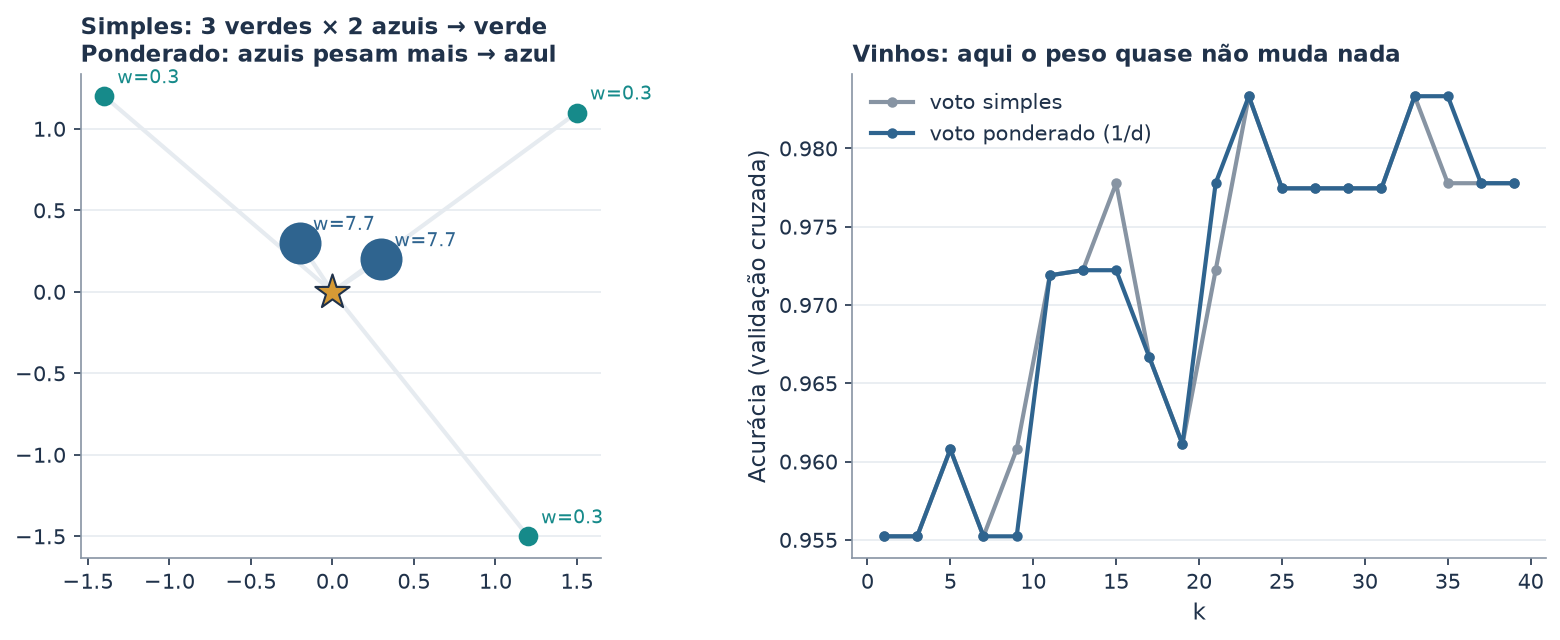 Simples: 3 verdes × 2 azuis → verde
Ponderado: azuis pesam mais → azul
w=0.3
w=0.3
w=7.7
w=7.7
w=0.3
1.0
0.5
0.0
−0.5
−1.0
−1.5
−1.5
−1.0
−0.5
0.0
0.5
1.0
1.5
Vinhos: aqui o peso quase não muda nada
voto simples
voto ponderado (1/d)
Acurácia (validação cruzada)
0.980
0.975
0.970
0.965
0.960
0.955
0
5
10
15
20
25
30
35
40
k